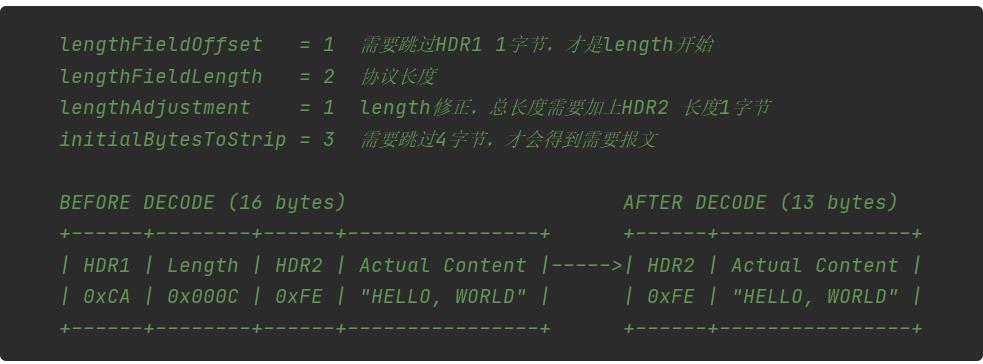 lengthFieldOffset   = 1  需要跳过HDR1 1字节，才是length开始
lengthFieldLength   = 2  协议长度
lengthAdjustment    = 1  length修正，总长度需要加上HDR2 长度1字节
initialBytesToStrip = 3  需要跳过4字节，才会得到需要报文

BEFORE DECODE (16 bytes)                       AFTER DECODE (13 bytes)
+------+--------+------+----------------+      +------+----------------+
| HDR1 | Length | HDR2 | Actual Content |----->| HDR2 | Actual Content |
| 0xCA | 0x000C | 0xFE | "HELLO, WORLD" |      | 0xFE | "HELLO, WORLD" |
+------+--------+------+----------------+      +------+----------------+